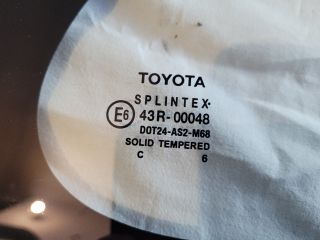 TOYOTA
SPLINTEX
E6 43R-00048
DOT24-AS2-M68
SOLID TEMPERED
C 6